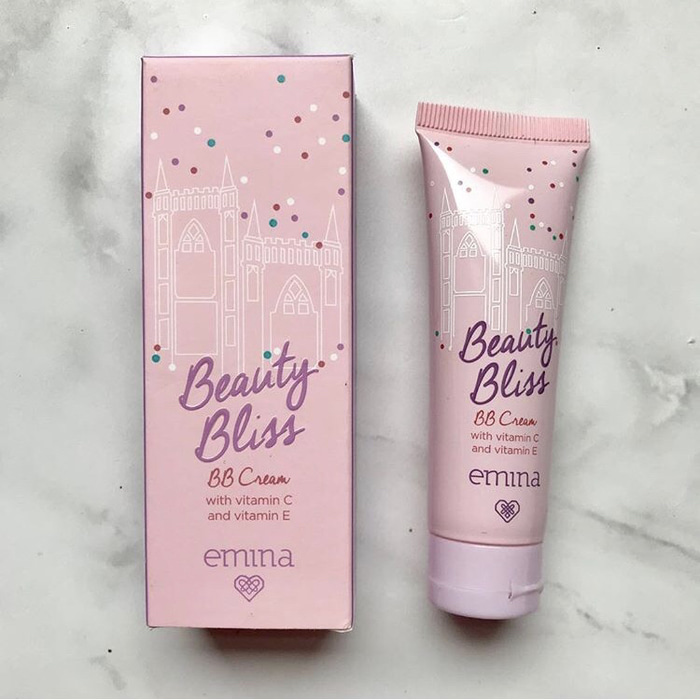 Beauty
Bliss
BB Cream
with vitamin C
and vitamin E
emina
Beauty
Bliss
BB Cream
with vitamin C
and vitamin E
emina